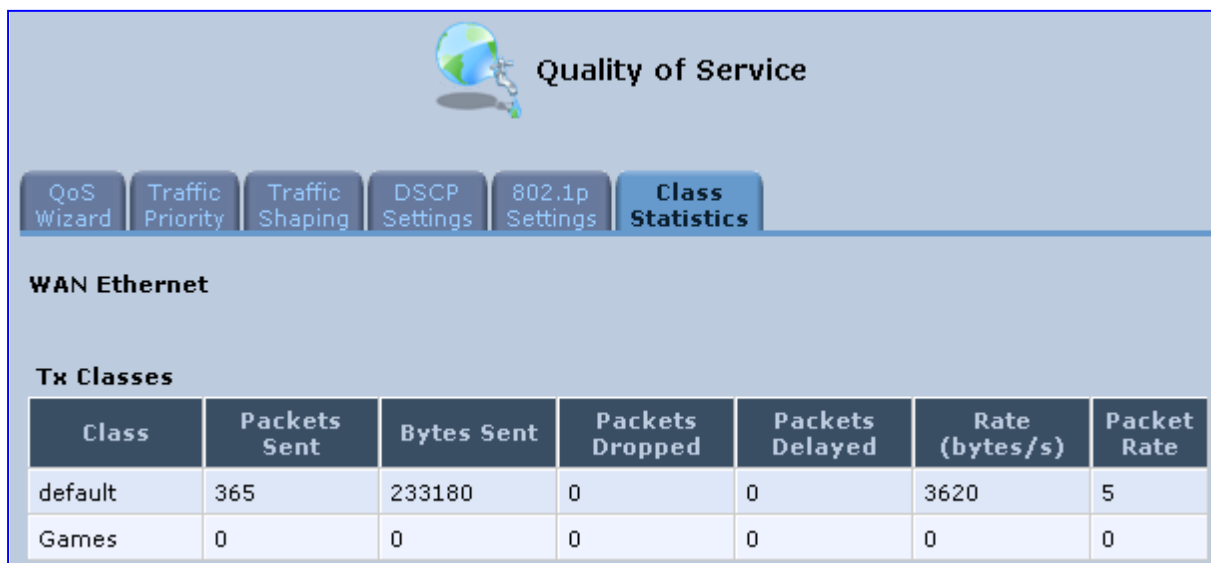 Quality of Service
QoS Wizard Traffic Priority Traffic Shaping DSCP Settings 802.1p Settings Class Statistics
WAN Ethernet
Tx Classes
Class Packets Sent Bytes Sent Packets Dropped Packets Delayed Rate (bytes/s) Packet Rate
default 365 233180 0 0 3620 5
Games 0 0 0 0 0 0